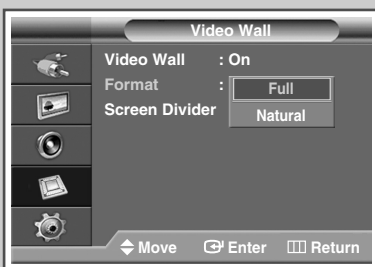 Video Wall
Video Wall : On
Format :
Full
Screen Divider
Natural
Move Enter Return